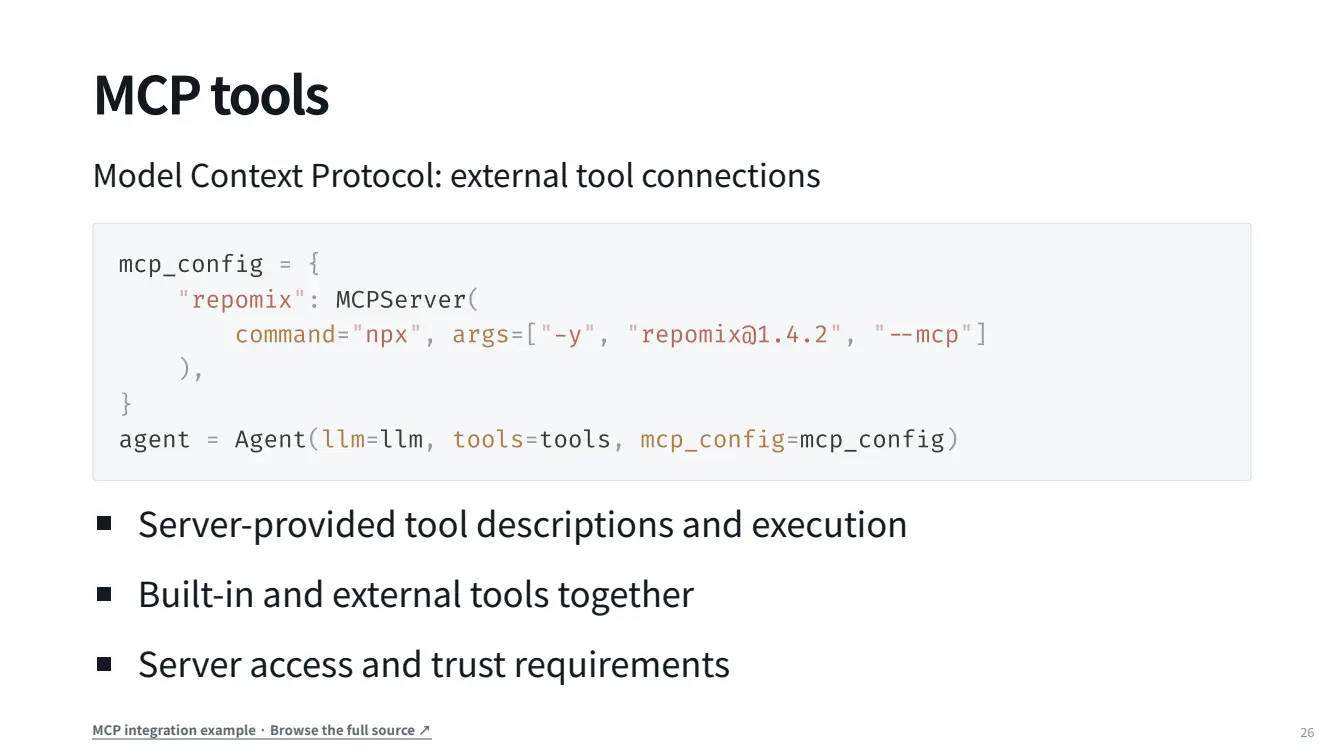 MCP tools
Model Context Protocol: external tool connections
mcp_config = {
    "repomix": MCPServer(
        command="npx", args=["-y", "repomix@1.4.2", "--mcp"]
    ),
}
agent = Agent(llm=llm, tools=tools, mcp_config=mcp_config)
■ Server-provided tool descriptions and execution
■ Built-in and external tools together
■ Server access and trust requirements
MCP integration example · Browse the full source ↗
26